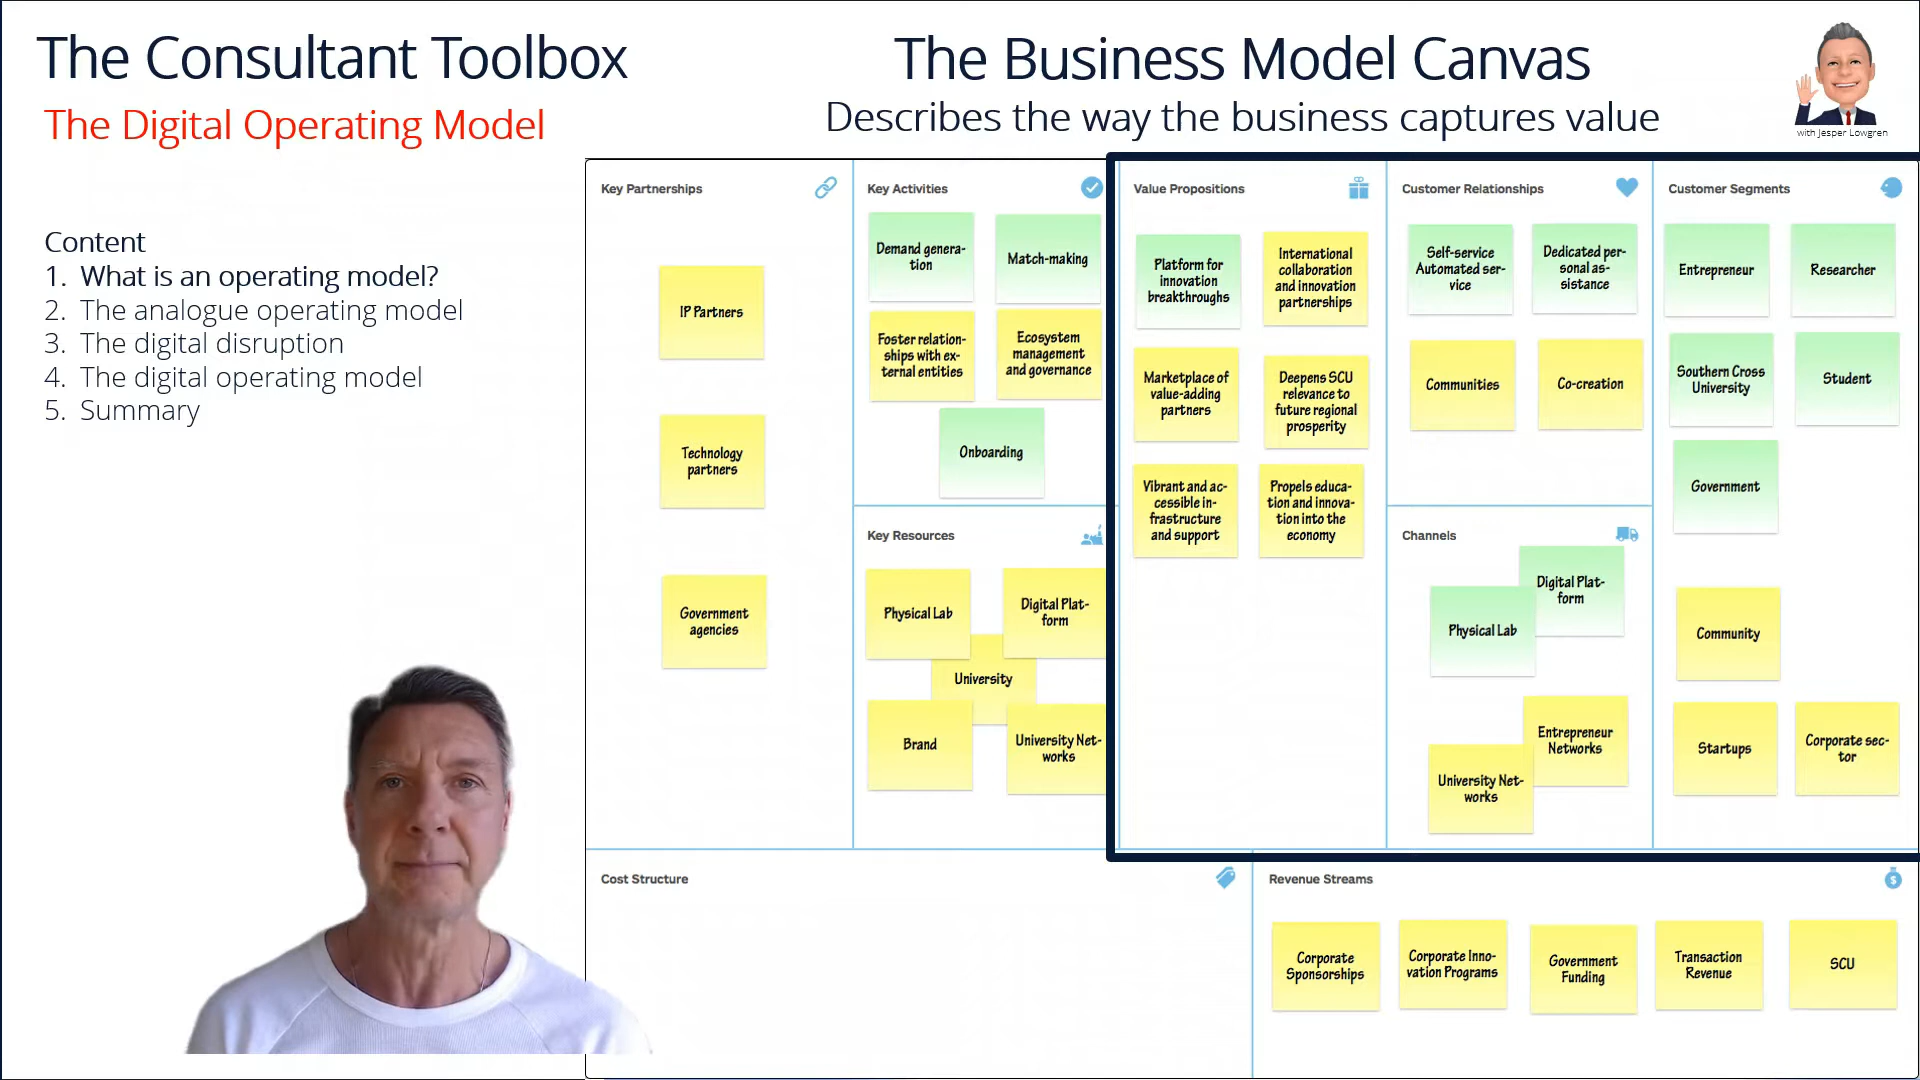 The Consultant Toolbox
The Digital Operating Model
The Business Model Canvas
Describes the way the business captures value
with Jesper Lowgren
Content
1. What is an operating model?
2. The analogue operating model
3. The digital disruption
4. The digital operating model
5. Summary
Key Partnerships
IP Partners
Technology
partners
Government
agencies
Key Activities
Demand genera-
tion
Match-making
Foster relation-
ships with ex-
ternal entities
Ecosystem
management
and governance
Onboarding
Key Resources
Physical Lab
Digital Plat-
form
University
Brand
University Net-
works
Value Propositions
Platform for
innovation
breakthroughs
International
collaboration
and innovation
partnerships
Marketplace of
value-adding
partners
Deepens SCU
relevance to
future regional
prosperity
Vibrant and ac-
cessible in-
frastructure
and support
Propels educa-
tion and innova-
tion into the
economy
Customer Relationships
Self-service
Automated ser-
vice
Dedicated per-
sonal as-
sistance
Communities
Co-creation
Channels
Digital Plat-
form
Physical Lab
Entrepreneur
Networks
University Net-
works
Customer Segments
Entrepreneur
Researcher
Southern Cross
University
Student
Government
Community
Startups
Corporate sec-
tor
Cost Structure
Revenue Streams
Corporate
Sponsorships
Corporate Inno-
vation Programs
Government
Funding
Transaction
Revenue
SCU